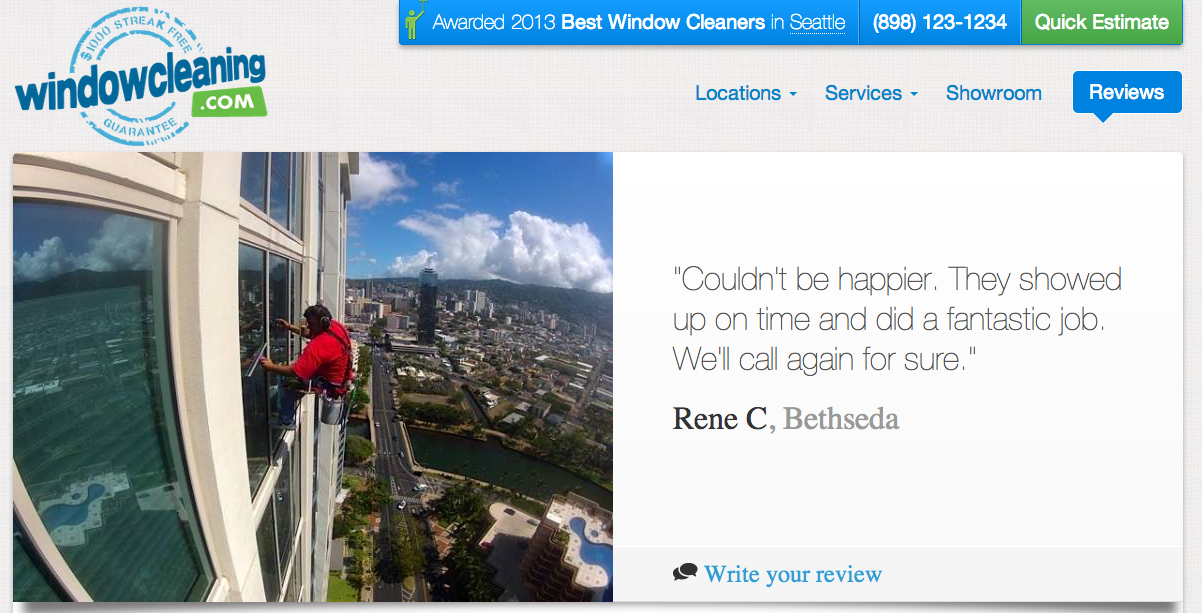 $1000 STREAK FREE
windowcleaning
.COM
GUARANTEE
Awarded 2013 Best Window Cleaners in Seattle
(898) 123-1234
Quick Estimate
Locations
Services
Showroom
Reviews
"Couldn't be happier. They showed
up on time and did a fantastic job.
We'll call again for sure."
Rene C, Bethseda
Write your review